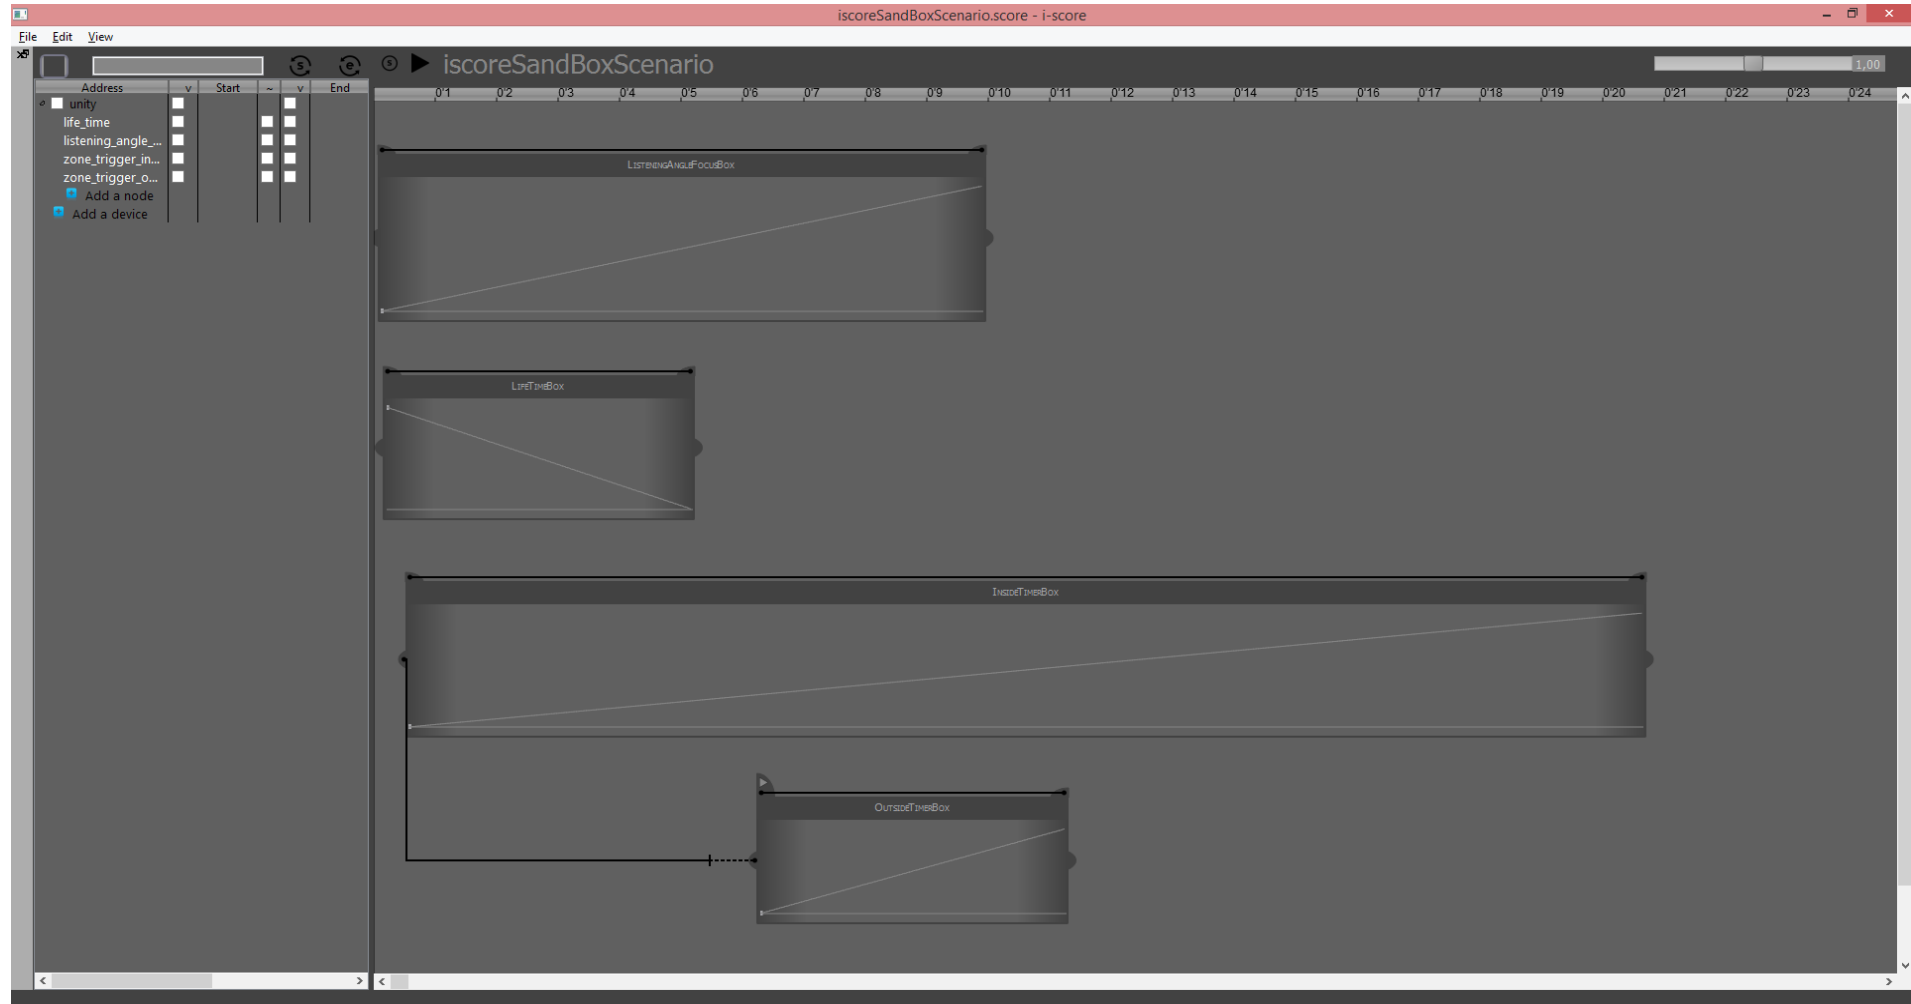 iscoreSandBoxScenario.score - i-score
File Edit View
iscoreSandBoxScenario
1,00
Address v Start ~ v End
0'1 0'2 0'3 0'4 0'5 0'6 0'7 0'8 0'9 0'10 0'11 0'12 0'13 0'14 0'15 0'16 0'17 0'18 0'19 0'20 0'21 0'22 0'23 0'24
unity
life_time
listening_angle_...
zone_trigger_in...
zone_trigger_o...
Add a node
Add a device
ListeningAngleFocusBox
LifeTimeBox
InsideTimerBox
OutsideTimerBox